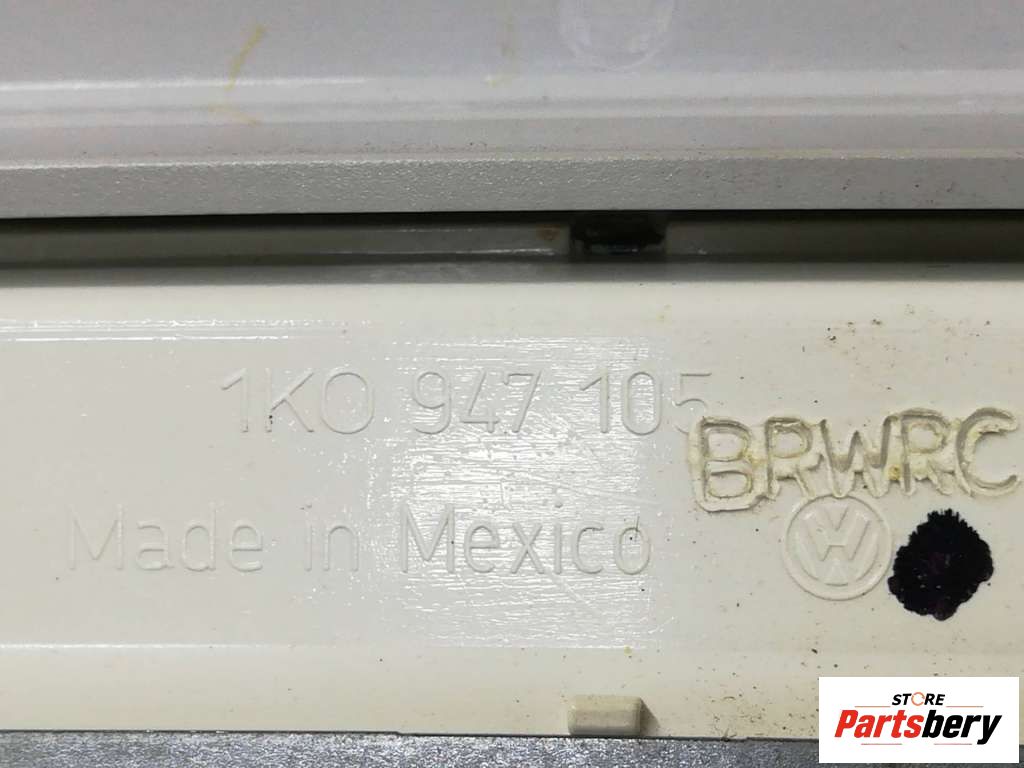 1K0 947 105
BRWRC
Made in Mexico
VW
STORE
Partsbery